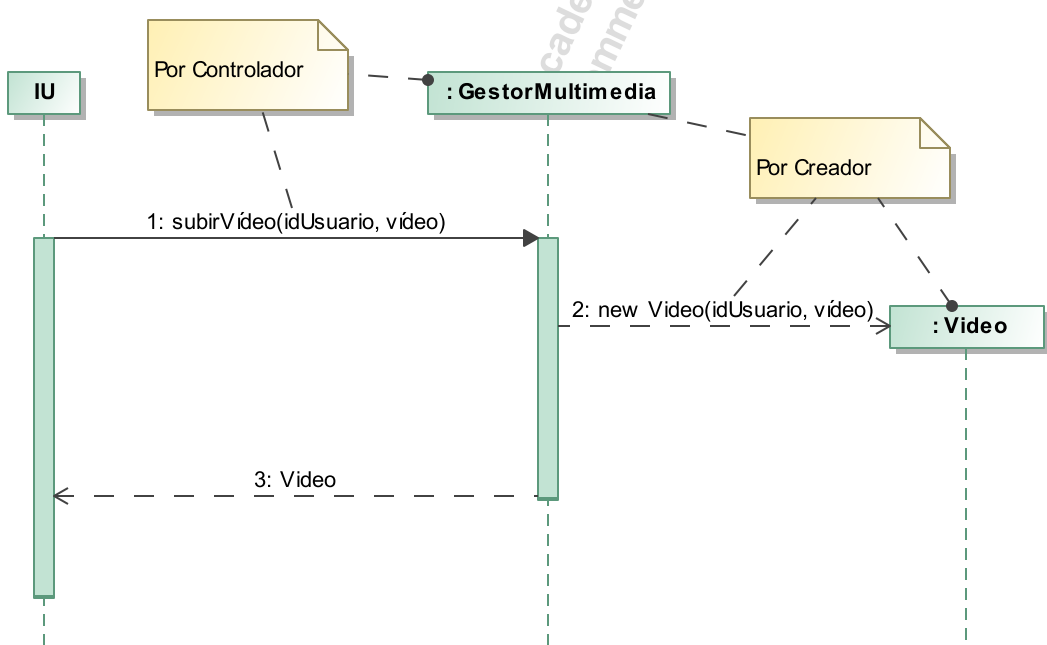 Por Controlador
IU
: GestorMultimedia
Por Creador
1: subirVídeo(idUsuario, vídeo)
2: new Video(idUsuario, vídeo)
: Video
3: Video